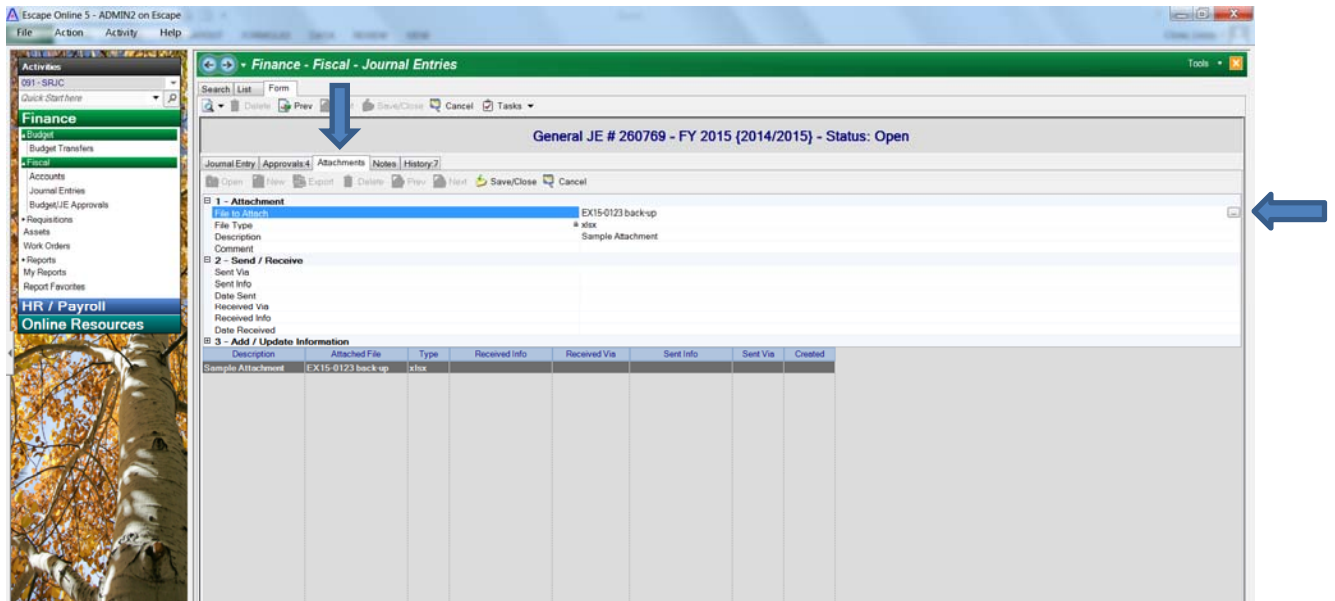 Escape Online 5 - ADMIN2 on Escape
File Action Activity Help
Activities
091 - SRJC
Quick Start here
Finance
Budget
Budget Transfers
Fiscal
Accounts
Journal Entries
Budget/JE Approvals
Requisitions
Assets
Work Orders
Reports
My Reports
Report Favorites
HR / Payroll
Online Resources
Finance - Fiscal - Journal Entries
Tools
Search List Form
Delete Prev Save/Close Cancel Tasks
General JE # 260769 - FY 2015 {2014/2015} - Status: Open
Journal Entry Approvals:4 Attachments Notes History:7
Open New Export Delete Prev Next Save/Close Cancel
1 - Attachment
File to Attach EX15-0123 back-up
File Type xlsx
Description Sample Attachment
Comment
2 - Send / Receive
Sent Via
Sent Info
Date Sent
Received Via
Received Info
Date Received
3 - Add / Update Information
Description Attached File Type Received Info Received Via Sent Info Sent Via Created
Sample Attachment EX15-0123 back-up xlsx